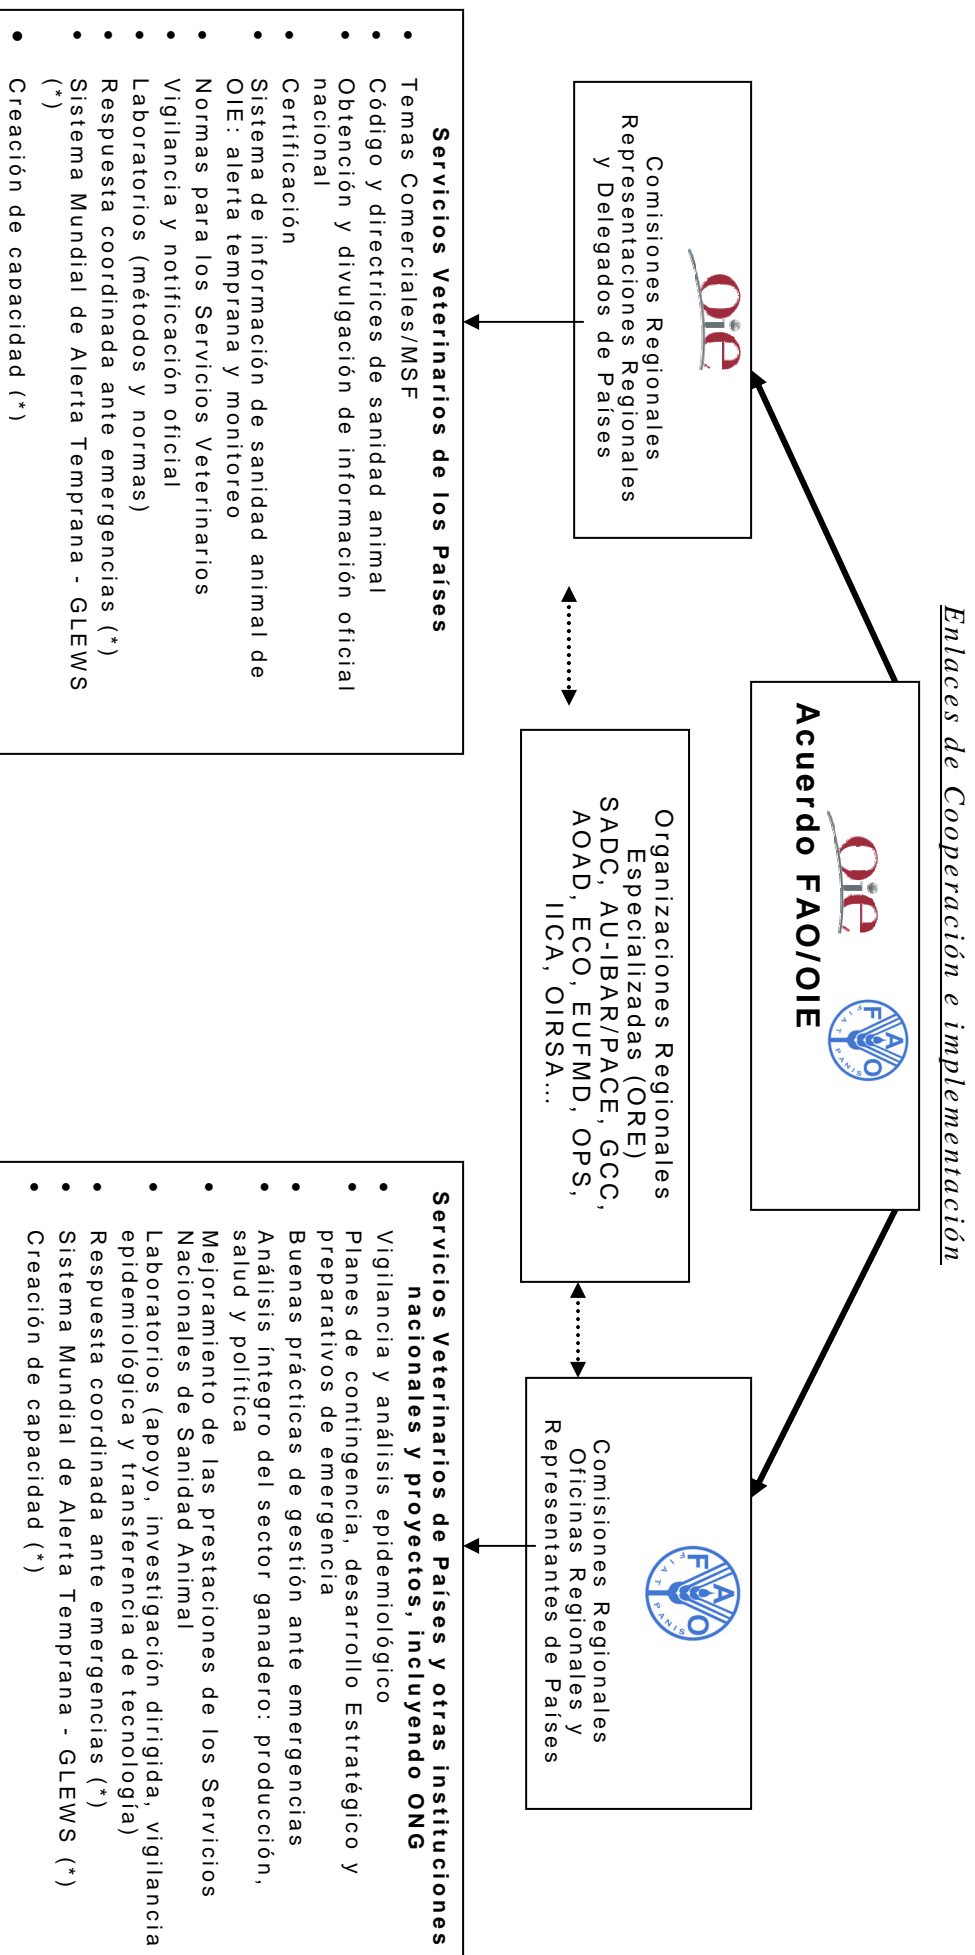 Enlaces de Cooperación e implementación
oie
FAO
FIAT PANIS
Acuerdo FAO/OIE
oie
Comisiones Regionales
Representaciones Regionales
y Delegados de Países
Organizaciones Regionales
Especializadas (ORE)
SADC, AU-IBAR/PACE, GCC,
AOAD, ECO, EUFMD, OPS,
IICA, OIRSA…
FAO
FIAT PANIS
Comisiones Regionales
Oficinas Regionales y
Representantes de Países
Servicios Veterinarios de los Países
• Temas Comerciales/MSF
• Código y directrices de sanidad animal
• Obtención y divulgación de información oficial
nacional
• Certificación
• Sistema de información de sanidad animal de
OIE: alerta temprana y monitoreo
• Normas para los Servicios Veterinarios
• Vigilancia y notificación oficial
• Laboratorios (métodos y normas)
• Respuesta coordinada ante emergencias (*)
• Sistema Mundial de Alerta Temprana - GLEWS
(*)
• Creación de capacidad (*)
Servicios Veterinarios de Países y otras instituciones
nacionales y proyectos, incluyendo ONG
• Vigilancia y análisis epidemiológico
• Planes de contingencia, desarrollo Estratégico y
preparativos de emergencia
• Buenas prácticas de gestión ante emergencias
• Análisis íntegro del sector ganadero: producción,
salud y política
• Mejoramiento de las prestaciones de los Servicios
Nacionales de Sanidad Animal
• Laboratorios (apoyo, investigación dirigida, vigilancia
epidemiológica y transferencia de tecnología)
• Respuesta coordinada ante emergencias (*)
• Sistema Mundial de Alerta Temprana - GLEWS (*)
• Creación de capacidad (*)